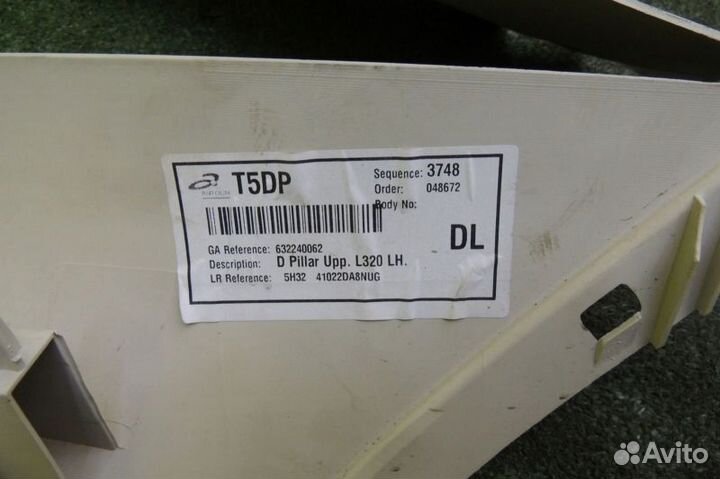 T5DP
Sequence: 3748
Order: 048672
Body No:
GA Reference: 632240062
DL
Description: D Pillar Upp. L320 LH.
LR Reference: 5H32 41022DA8NUG
Avito